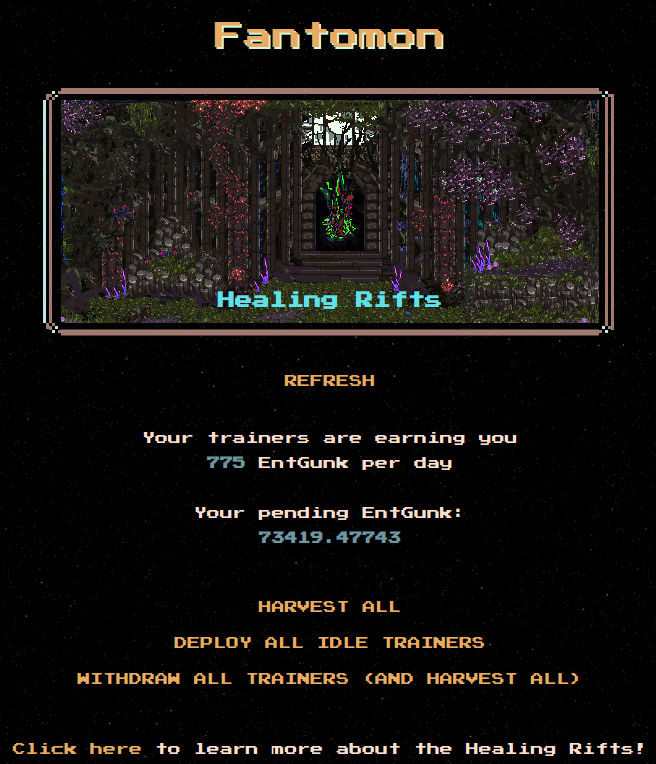 Fantomon
Healing Rifts
REFRESH
Your trainers are earning you
775 EntGunk per day
Your pending EntGunk:
73419.47743
HARVEST ALL
DEPLOY ALL IDLE TRAINERS
WITHDRAW ALL TRAINERS (AND HARVEST ALL)
Click here to learn more about the Healing Rifts!